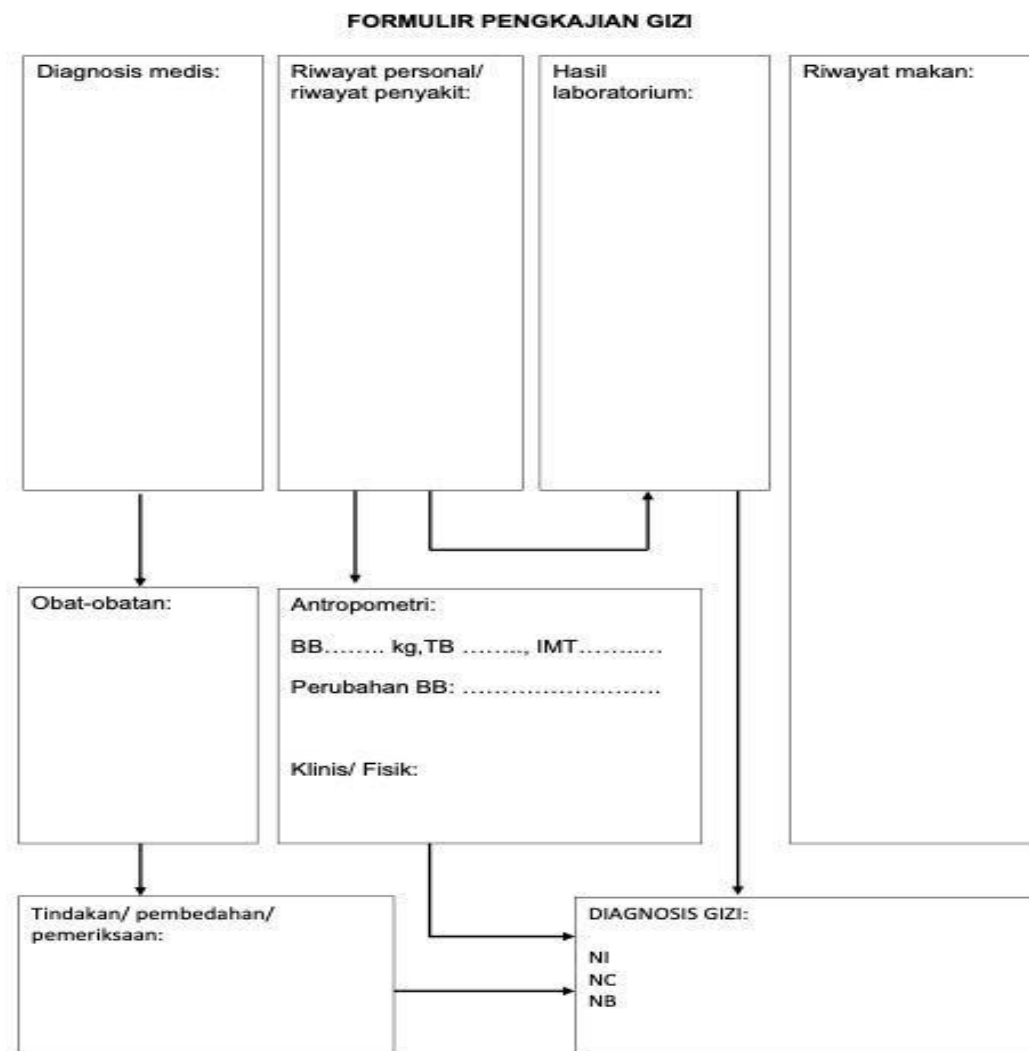 FORMULIR PENGKAJIAN GIZI
Diagnosis medis:
Riwayat personal/
riwayat penyakit:
Hasil
laboratorium:
Riwayat makan:
Obat-obatan:
Antropometri:
BB…….. kg,TB …….., IMT……..…
Perubahan BB: …………………….
Klinis/ Fisik:
Tindakan/ pembedahan/
pemeriksaan:
DIAGNOSIS GIZI:
NI
NC
NB